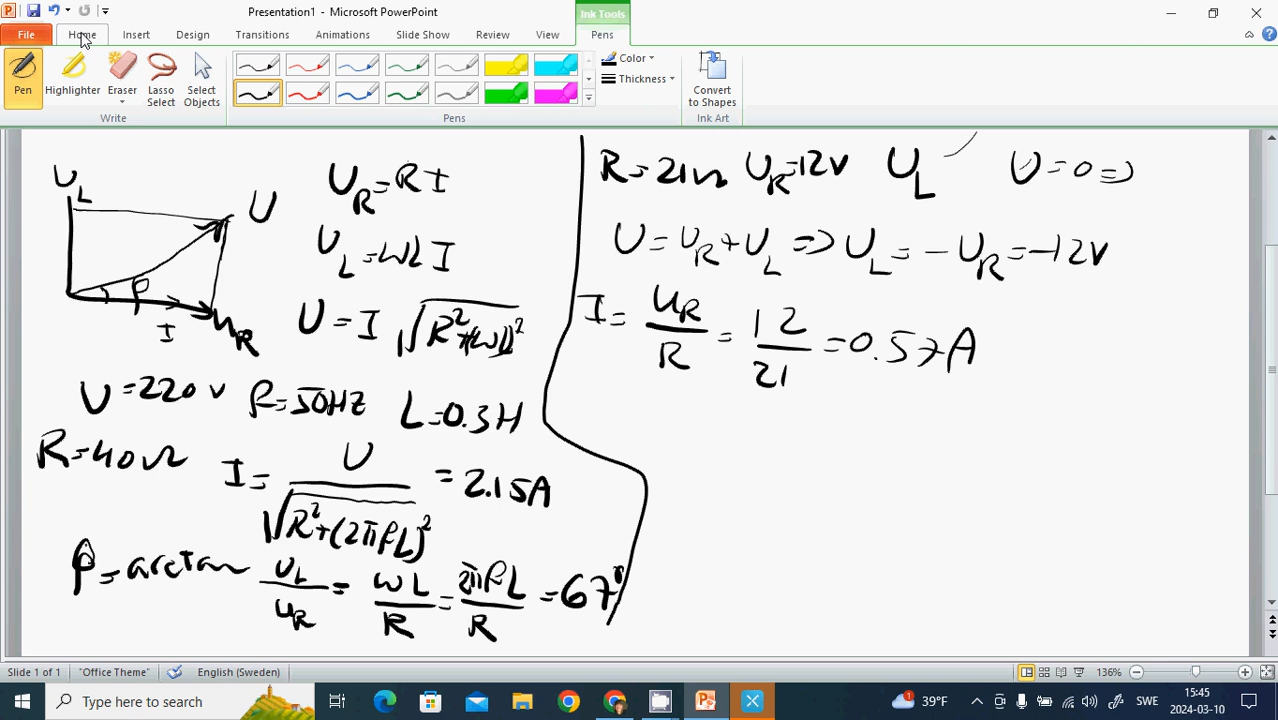 Presentation1 - Microsoft PowerPoint
Ink Tools
File Home Insert Design Transitions Animations Slide Show Review View Pens
Pen Highlighter Eraser Lasso Select Select Objects
Color
Thickness
Convert to Shapes
Write Pens Ink Art
U_L
U
φ
I
U_R
U_R = R I
U_L = ωL I
U = I √(R² + (ωL)²)
U = 220 v f = 50 HZ L = 0.3 H
R = 40 Ω
I = U / √(R² + (2πfL)²) = 2.15 A
φ = arctan U_L / U_R = ωL / R = 2πfL / R = 67°
R = 21 Ω U_R = 12 V U_L U = 0 =>
U = U_R + U_L => U_L = - U_R = -12 V
I = U_R / R = 12 / 21 = 0.57 A
Slide 1 of 1 "Office Theme" English (Sweden) 136%
Type here to search
1
39°F
SWE
15:45
2024-03-10